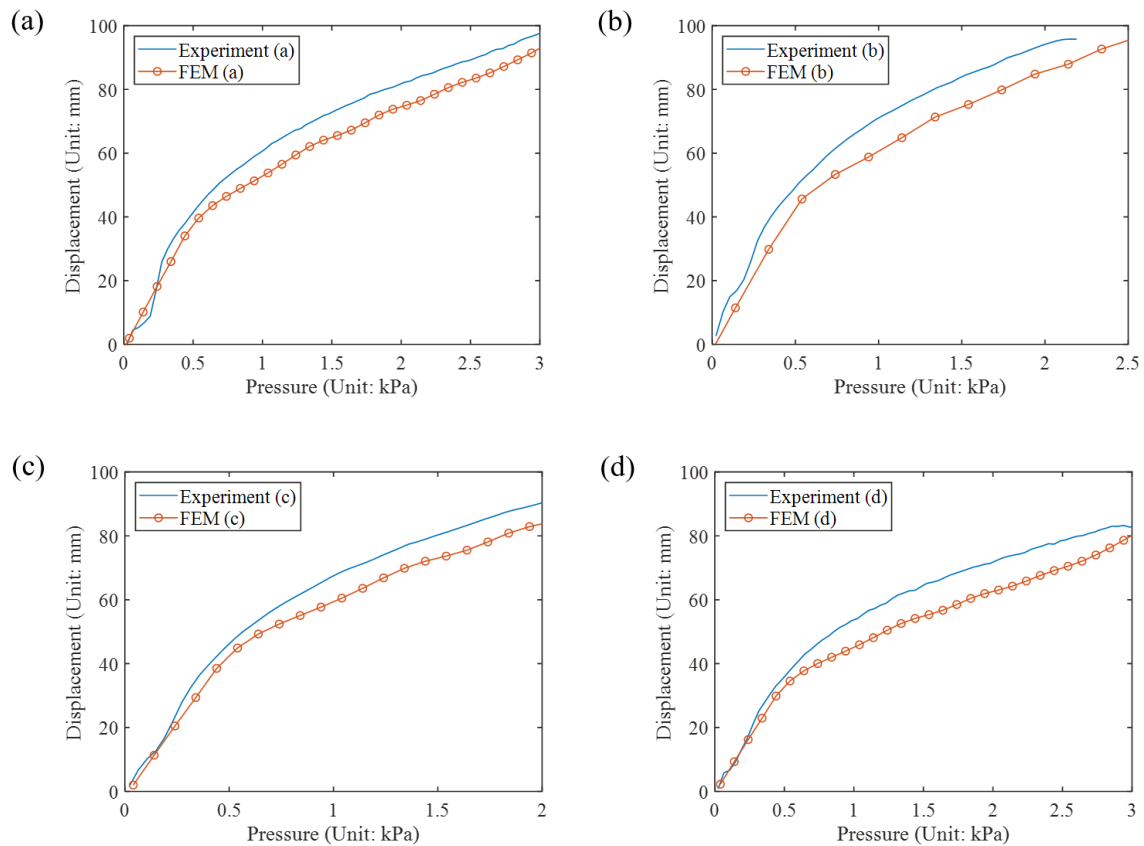 (a)
100
80
60
40
20
0
Displacement (Unit: mm)
Experiment (a)
FEM (a)
0 0.5 1 1.5 2 2.5 3
Pressure (Unit: kPa)
(b)
100
80
60
40
20
0
Displacement (Unit: mm)
Experiment (b)
FEM (b)
0 0.5 1 1.5 2 2.5
Pressure (Unit: kPa)
(c)
100
80
60
40
20
0
Displacement (Unit: mm)
Experiment (c)
FEM (c)
0 0.5 1 1.5 2
Pressure (Unit: kPa)
(d)
100
80
60
40
20
0
Displacement (Unit: mm)
Experiment (d)
FEM (d)
0 0.5 1 1.5 2 2.5 3
Pressure (Unit: kPa)